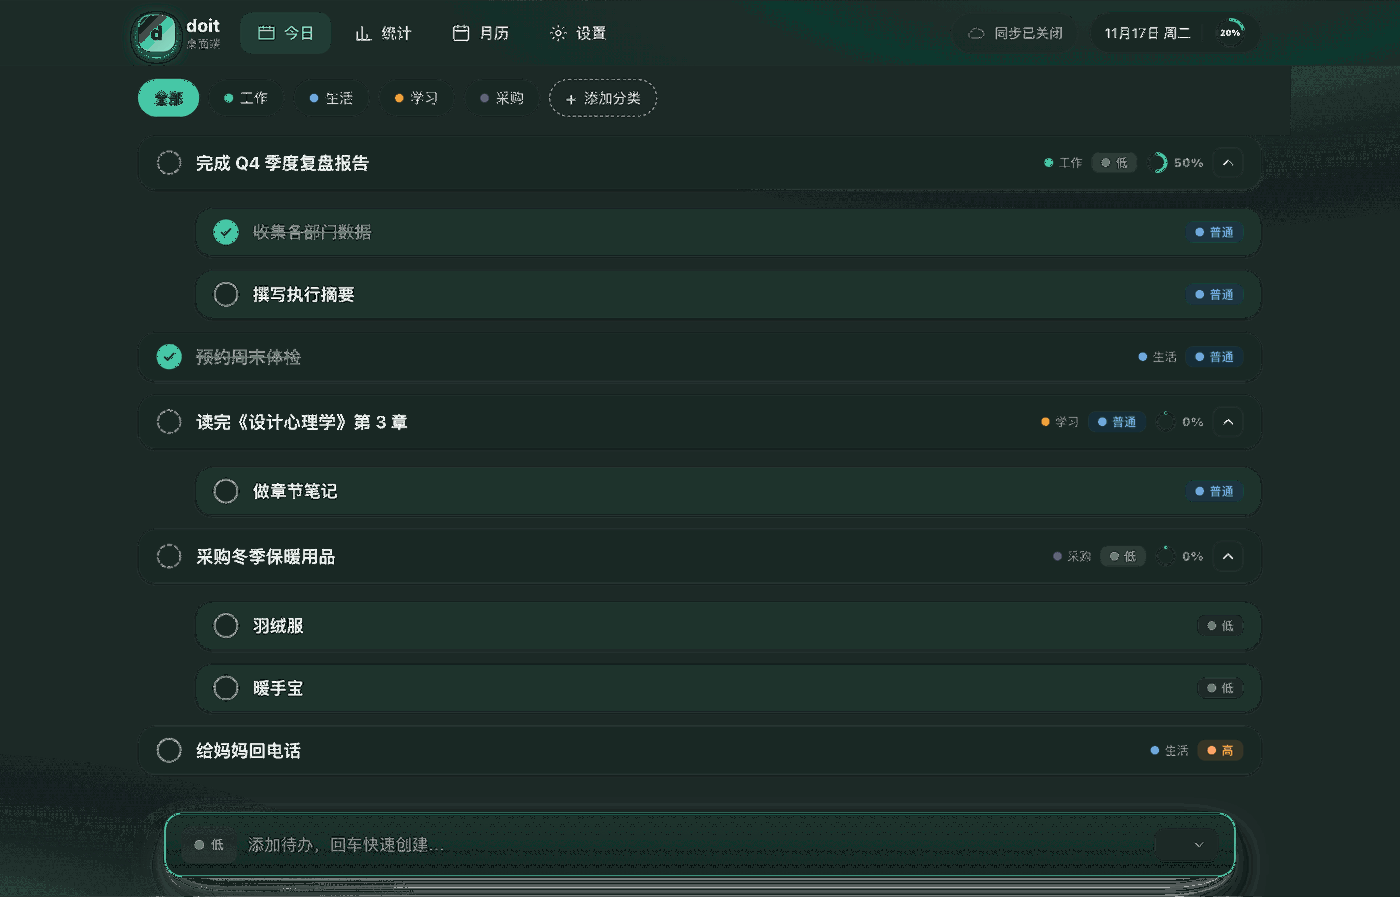 d doit
桌面端
今日 统计 月历 设置 同步已关闭 11月17日 周二 20%
全部 工作 生活 学习 采购 + 添加分类
完成 Q4 季度复盘报告 工作 低 50%
收集各部门数据 普通
撰写执行摘要 普通
预约周末体检 生活 普通
读完《设计心理学》第 3 章 学习 普通 0%
做章节笔记 普通
采购冬季保暖用品 采购 低 0%
羽绒服 低
暖手宝 低
给妈妈回电话 生活 高
低 添加待办，回车快速创建...